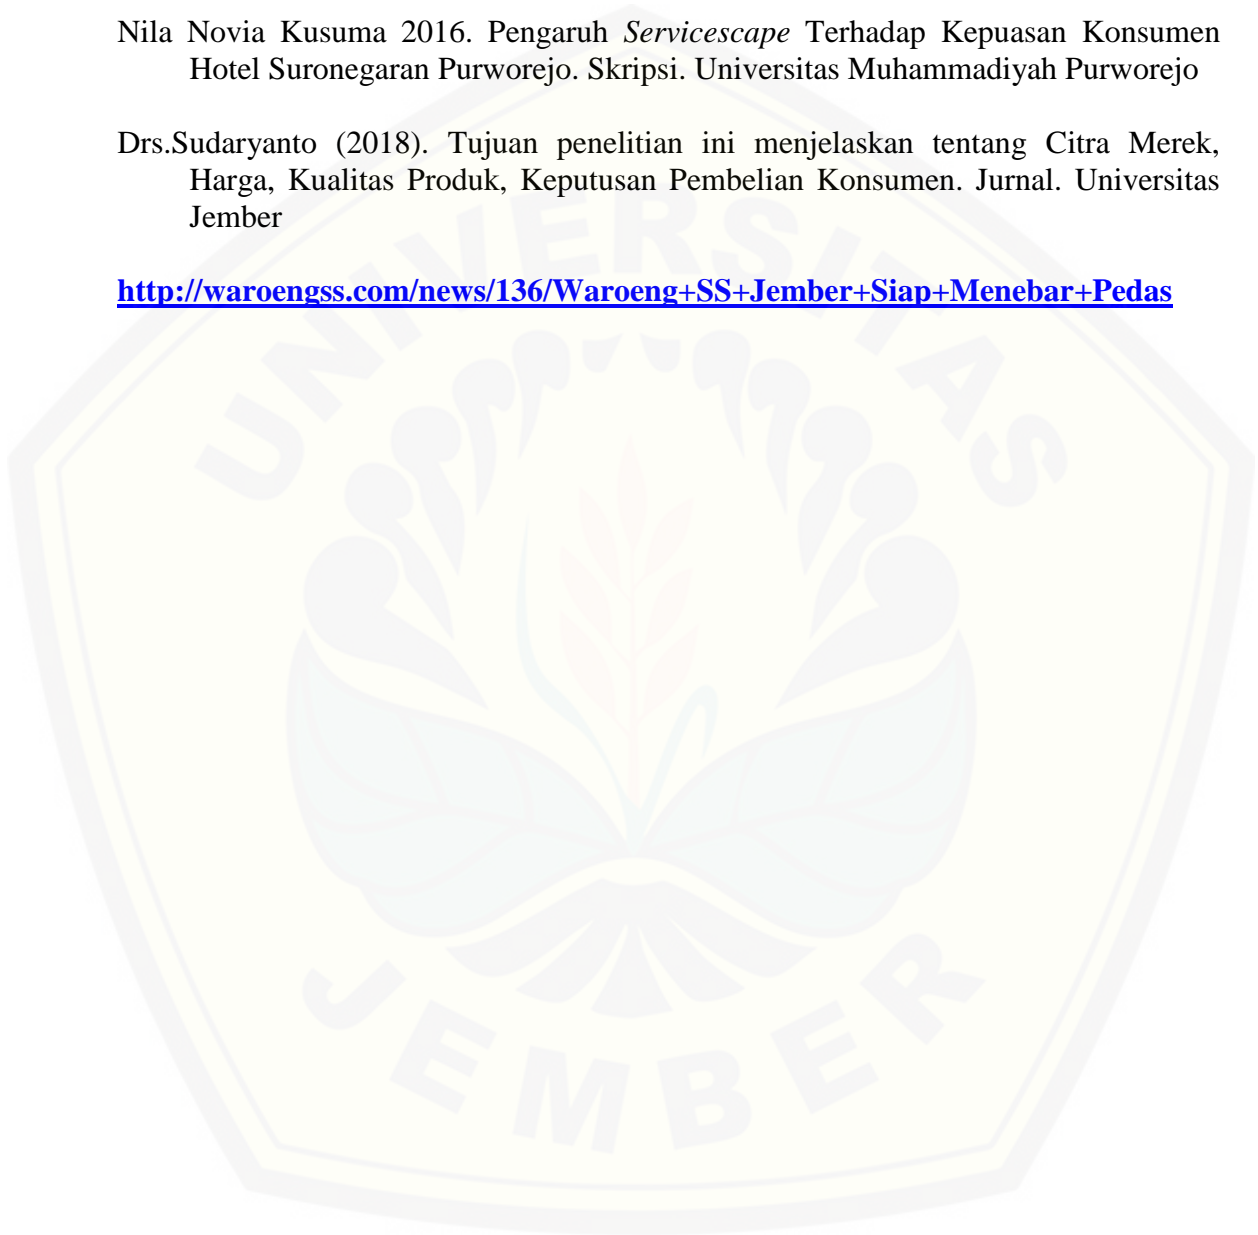 Nila Novia Kusuma 2016. Pengaruh Servicescape Terhadap Kepuasan Konsumen
Hotel Suronegaran Purworejo. Skripsi. Universitas Muhammadiyah Purworejo
Drs.Sudaryanto (2018). Tujuan penelitian ini menjelaskan tentang Citra Merek,
Harga, Kualitas Produk, Keputusan Pembelian Konsumen. Jurnal. Universitas
Jember
http://waroengss.com/news/136/Waroeng+SS+Jember+Siap+Menebar+Pedas
UNIVERSITAS
JEMBER